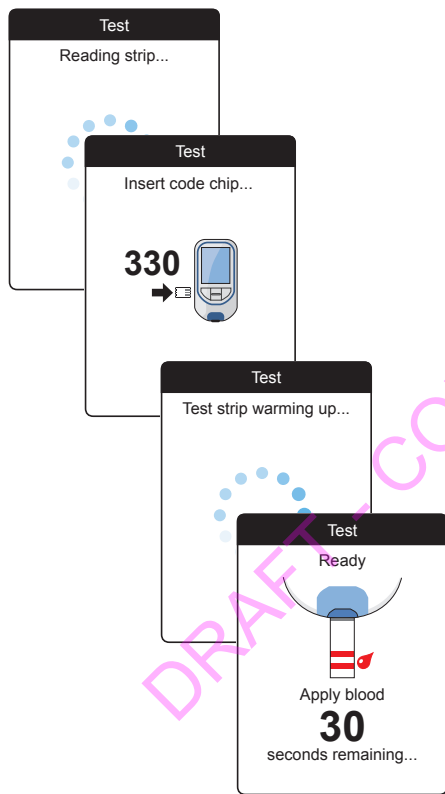 Test
Reading strip...
Test
Insert code chip...
330
Test
Test strip warming up...
Test
Ready
Apply blood
30
seconds remaining...
DRAFT - CO